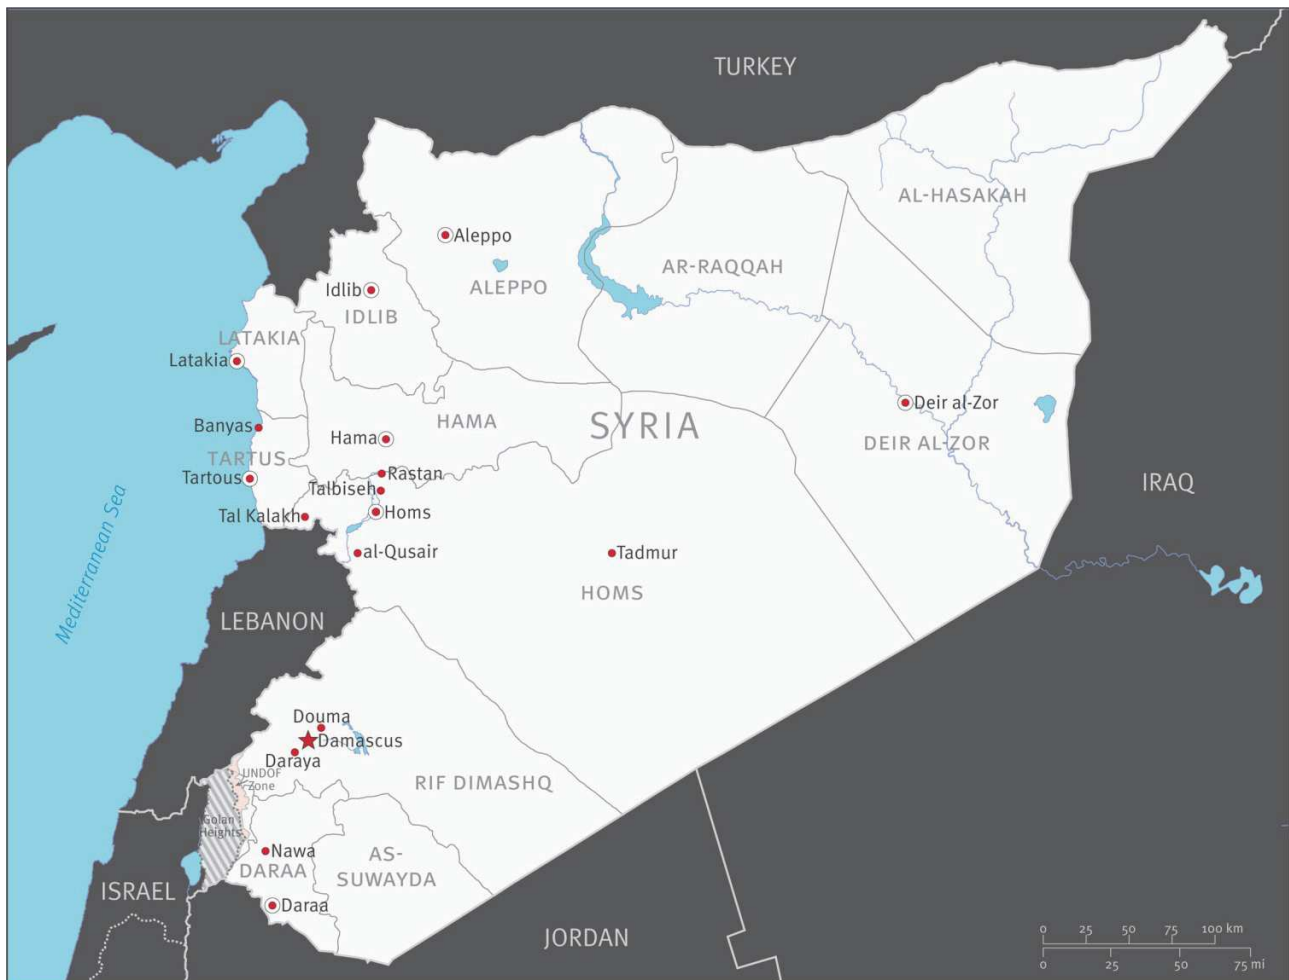 TURKEY
AL-HASAKAH
Aleppo
AR-RAQQAH
ALEPPO
Idlib
IDLIB
LATAKIA
Latakia
Deir al-Zor
Banyas
HAMA
SYRIA
Hama
DEIR AL-ZOR
TARTUS
Rastan
Tartous
Talbiseh
IRAQ
Homs
Tal Kalakh
al-Qusair
Tadmur
Mediterranean Sea
HOMS
LEBANON
Douma
Damascus
Daraya
UNDOF
Zone
RIF DIMASHQ
Golan
Heights
Nawa
AS-
SUWAYDA
DARAA
ISRAEL
Daraa
JORDAN
0 25 50 75 100 km
0 25 50 75 mi